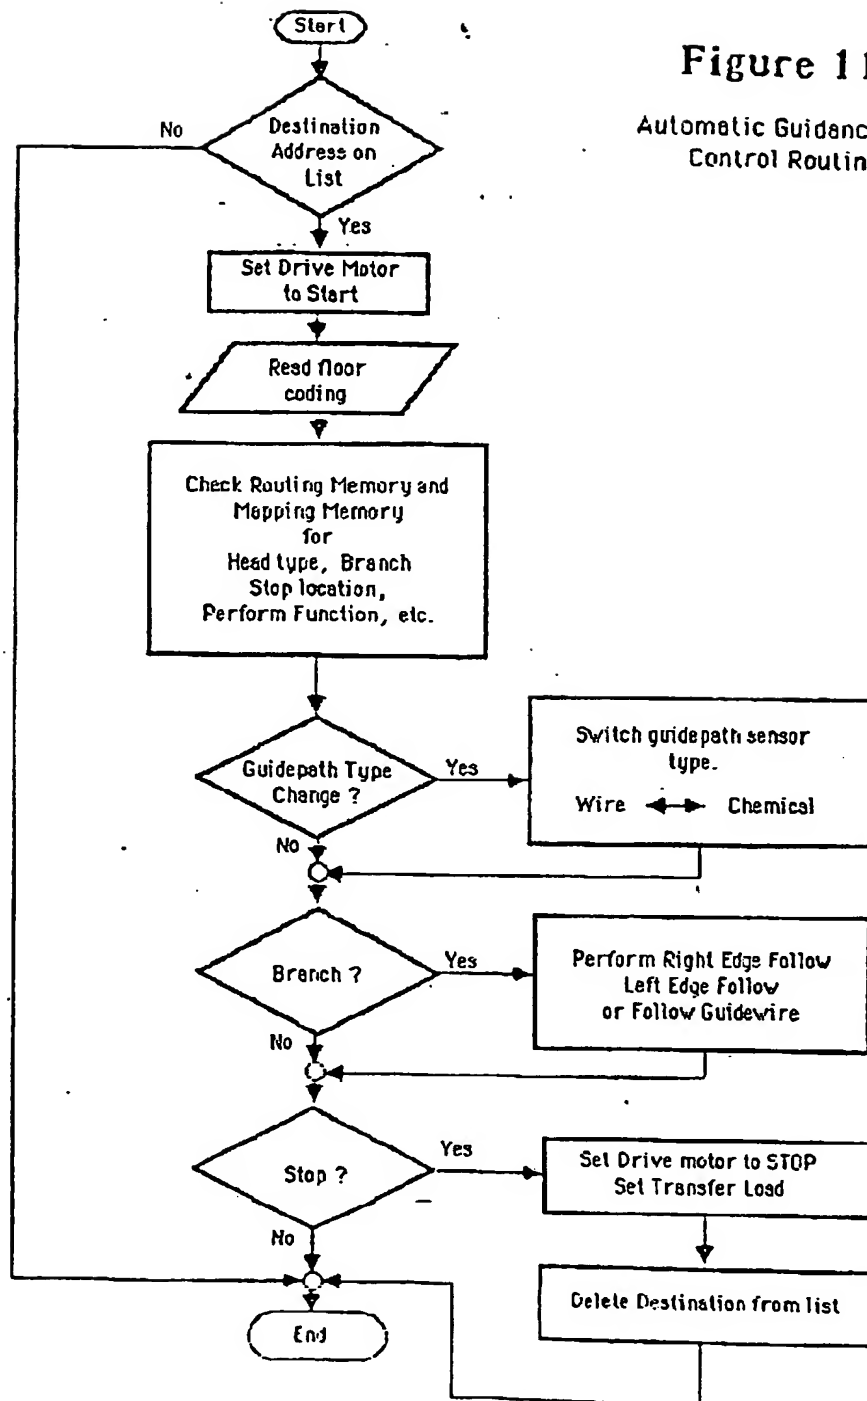 Start
Figure 11
Automatic Guidanc
Control Routin
No
Destination
Address on
List
Yes
Set Drive Motor
to Start
Read floor
coding
Check Routing Memory and
Mapping Memory
for
Head type, Branch
Stop location,
Perform Function, etc.
Guidepath Type
Change ?
Yes
Switch guidepath sensor
type.
Wire Chemical
No
Branch ?
Yes
Perform Right Edge Follow
Left Edge Follow
or Follow Guidewire
No
Stop ?
Yes
Set Drive motor to STOP
Set Transfer Load
No
Delete Destination from list
End